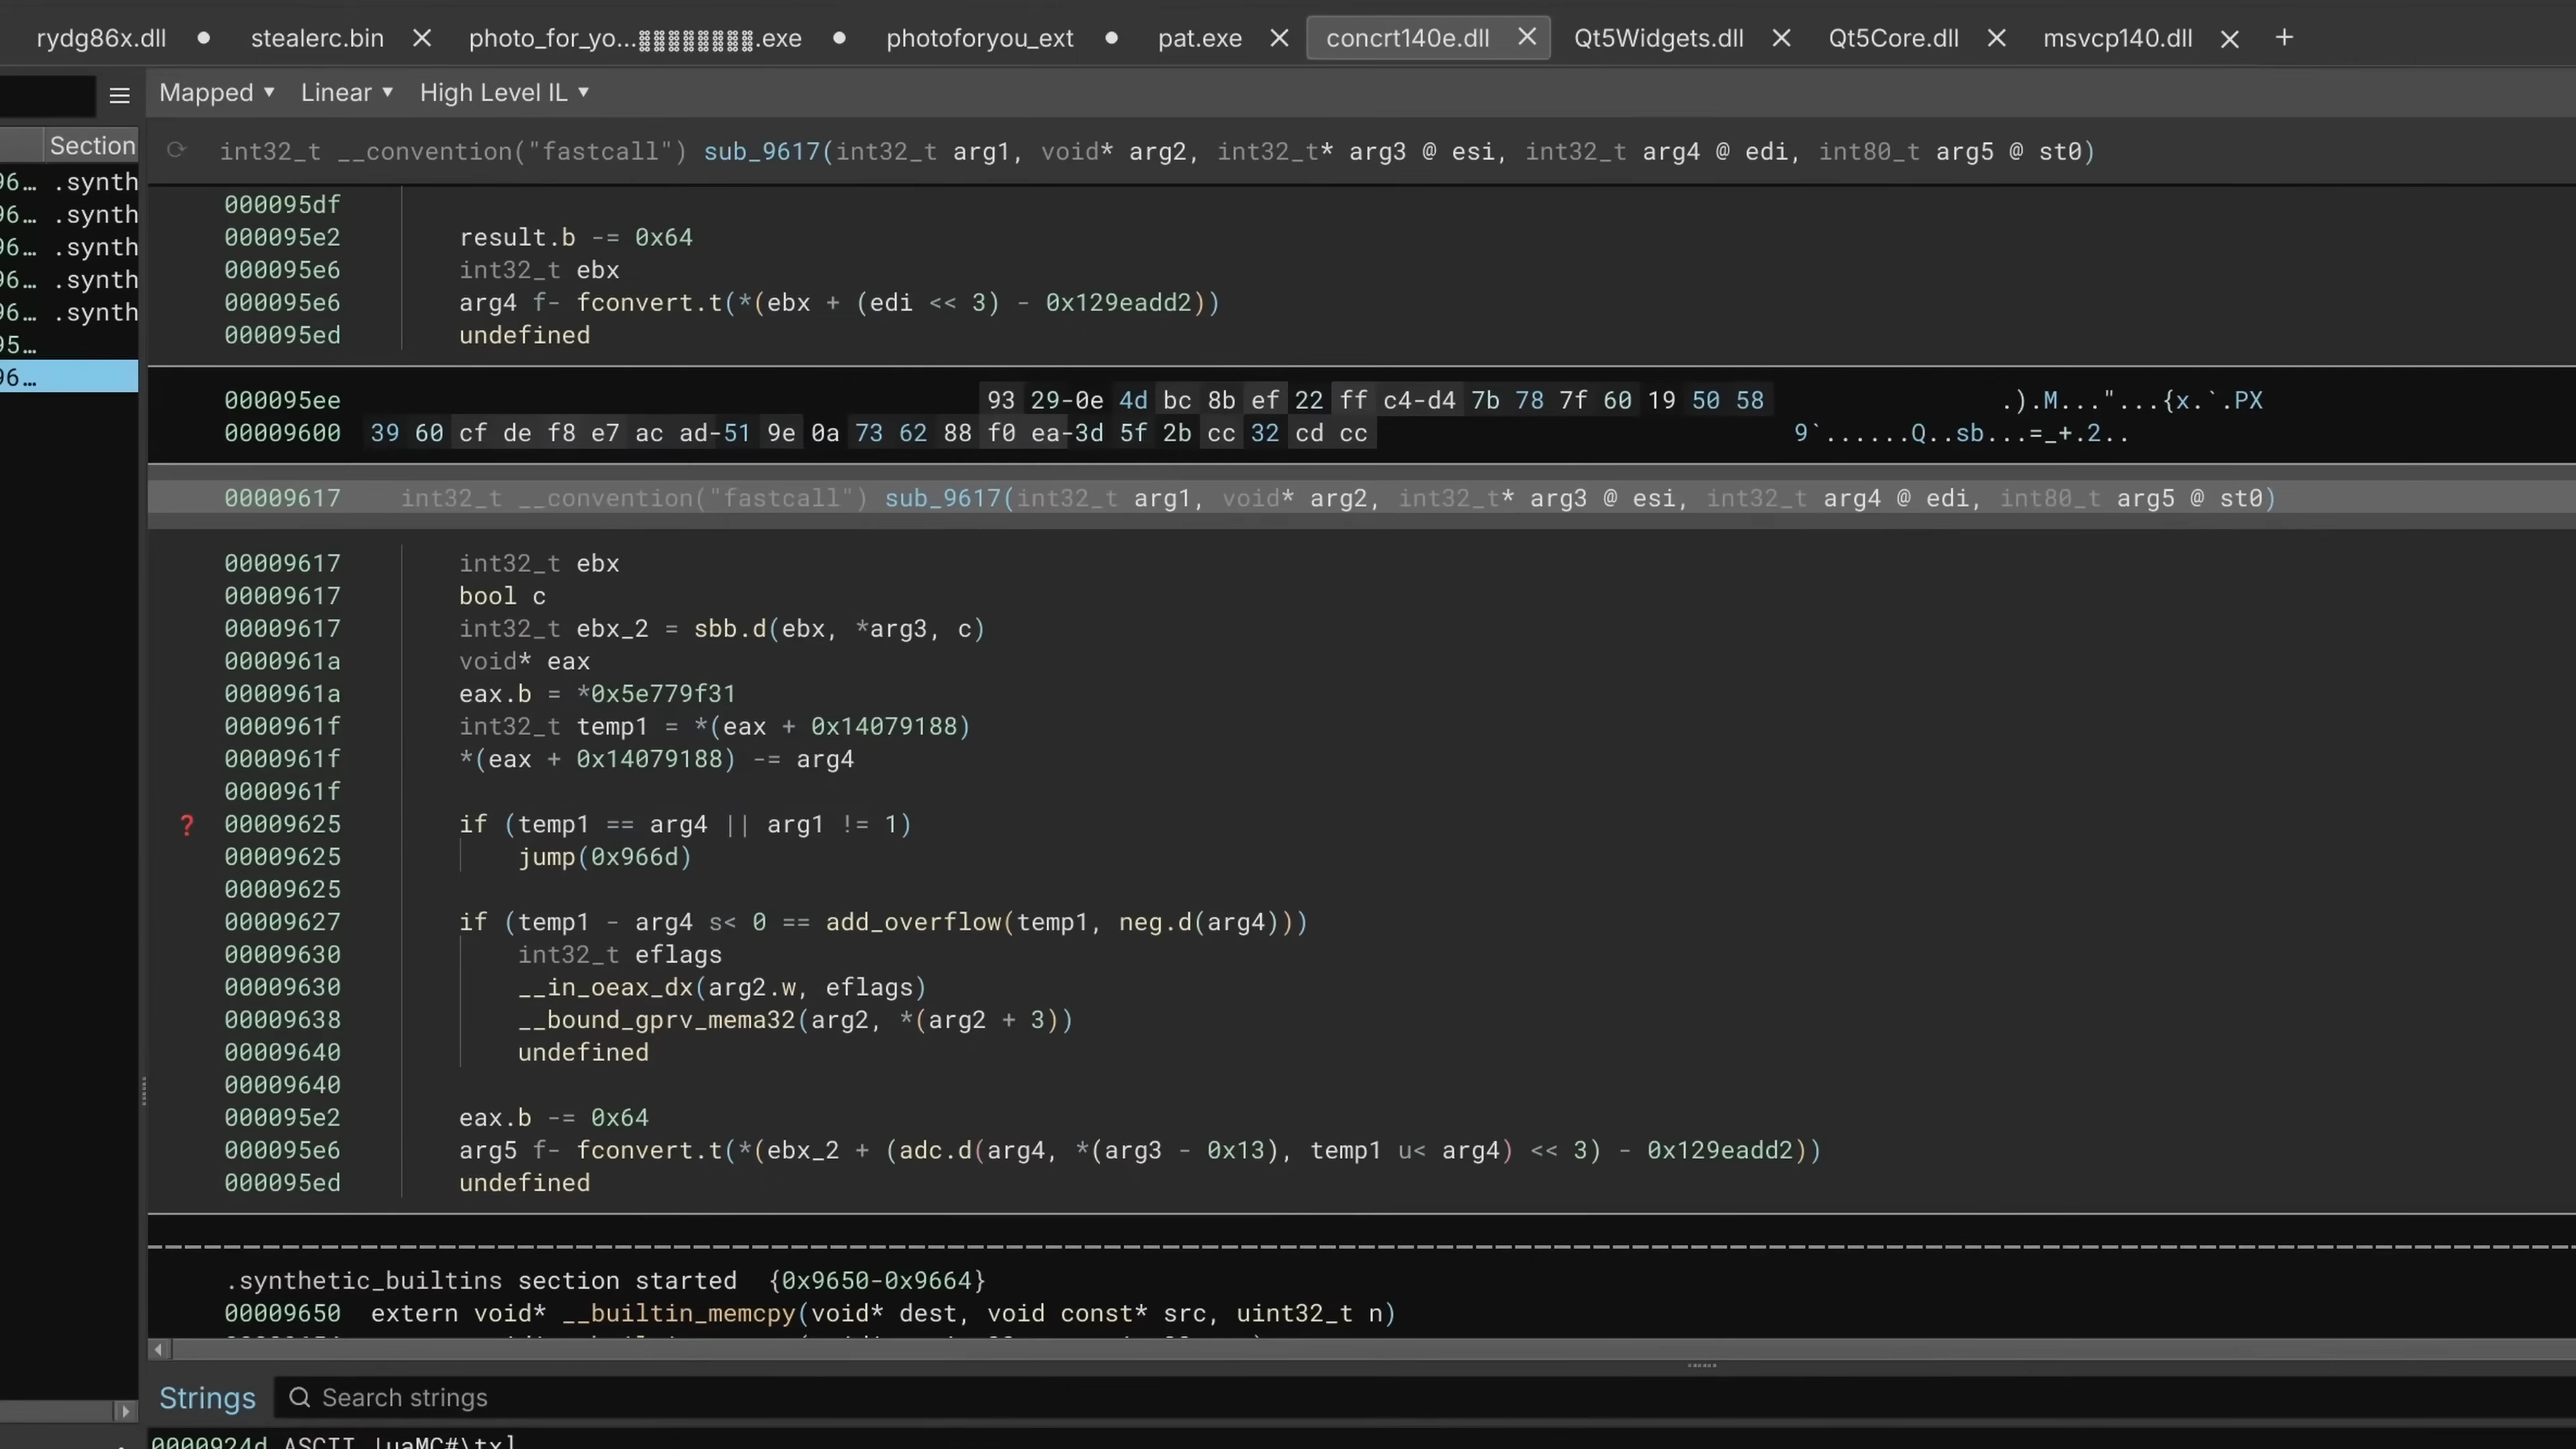 rydg86x.dll stealerc.bin photo_for_yo...⣿⣿⣿⣿⣿⣿⣿⣿.exe photoforyou_ext pat.exe concrt140e.dll Qt5Widgets.dll Qt5Core.dll msvcp140.dll +
Mapped Linear High Level IL
Section
int32_t __convention("fastcall") sub_9617(int32_t arg1, void* arg2, int32_t* arg3 @ esi, int32_t arg4 @ edi, int80_t arg5 @ st0)
96… .synth
96… .synth
96… .synth
96… .synth
96… .synth
95…
96…
000095df
000095e2 result.b -= 0x64
000095e6 int32_t ebx
000095e6 arg4 f- fconvert.t(*(ebx + (edi << 3) - 0x129eadd2))
000095ed undefined
000095ee 93 29-0e 4d bc 8b ef 22 ff c4-d4 7b 78 7f 60 19 50 58 .).M..."...{x.`.PX
00009600 39 60 cf de f8 e7 ac ad-51 9e 0a 73 62 88 f0 ea-3d 5f 2b cc 32 cd cc 9`......Q..sb...=_+.2..
00009617 int32_t __convention("fastcall") sub_9617(int32_t arg1, void* arg2, int32_t* arg3 @ esi, int32_t arg4 @ edi, int80_t arg5 @ st0)
00009617 int32_t ebx
00009617 bool c
00009617 int32_t ebx_2 = sbb.d(ebx, *arg3, c)
0000961a void* eax
0000961a eax.b = *0x5e779f31
0000961f int32_t temp1 = *(eax + 0x14079188)
0000961f *(eax + 0x14079188) -= arg4
0000961f
? 00009625 if (temp1 == arg4 || arg1 != 1)
00009625 jump(0x966d)
00009625
00009627 if (temp1 - arg4 s< 0 == add_overflow(temp1, neg.d(arg4)))
00009630 int32_t eflags
00009630 __in_oeax_dx(arg2.w, eflags)
00009638 __bound_gprv_mema32(arg2, *(arg2 + 3))
00009640 undefined
00009640
000095e2 eax.b -= 0x64
000095e6 arg5 f- fconvert.t(*(ebx_2 + (adc.d(arg4, *(arg3 - 0x13), temp1 u< arg4) << 3) - 0x129eadd2))
000095ed undefined
.synthetic_builtins section started {0x9650-0x9664}
00009650 extern void* __builtin_memcpy(void* dest, void const* src, uint32_t n)
Strings Search strings
0000924d ASCII